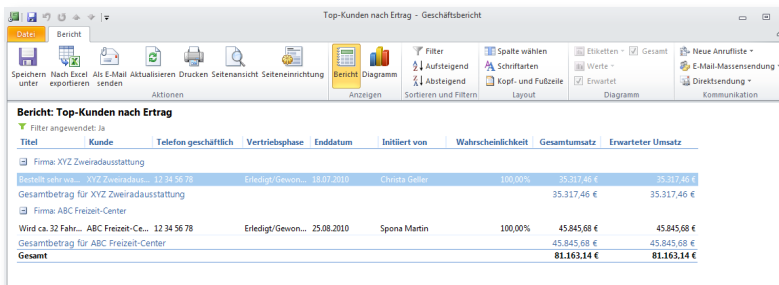 Top-Kunden nach Ertrag - Geschäftsbericht
Datei Bericht
Speichern unter
Nach Excel exportieren
Als E-Mail senden
Aktualisieren
Drucken
Seitenansicht
Seiteneinrichtung
Aktionen
Bericht
Diagramm
Anzeigen
Filter
Aufsteigend
Absteigend
Sortieren und Filtern
Spalte wählen
Schriftarten
Kopf- und Fußzeile
Layout
Etiketten
Gesamt
Werte
Erwartet
Diagramm
Neue Anrufliste
E-Mail-Massensendung
Direktsendung
Kommunikation
Bericht: Top-Kunden nach Ertrag
Filter angewendet: Ja
Titel Kunde Telefon geschäftlich Vertriebsphase Enddatum Initiiert von Wahrscheinlichkeit Gesamtumsatz Erwarteter Umsatz
Firma: XYZ Zweiradausstattung
Bestellt sehr wa... XYZ Zweiradaus... 12 34 56 78 Erledigt/Gewon... 18.07.2010 Christa Geller 100,00% 35.317,46 € 35.317,46 €
Gesamtbetrag für XYZ Zweiradausstattung 35.317,46 € 35.317,46 €
Firma: ABC Freizeit-Center
Wird ca. 32 Fahr... ABC Freizeit-Ce... 12 34 56 78 Erledigt/Gewon... 25.08.2010 Spona Martin 100,00% 45.845,68 € 45.845,68 €
Gesamtbetrag für ABC Freizeit-Center 45.845,68 € 45.845,68 €
Gesamt 81.163,14 € 81.163,14 €